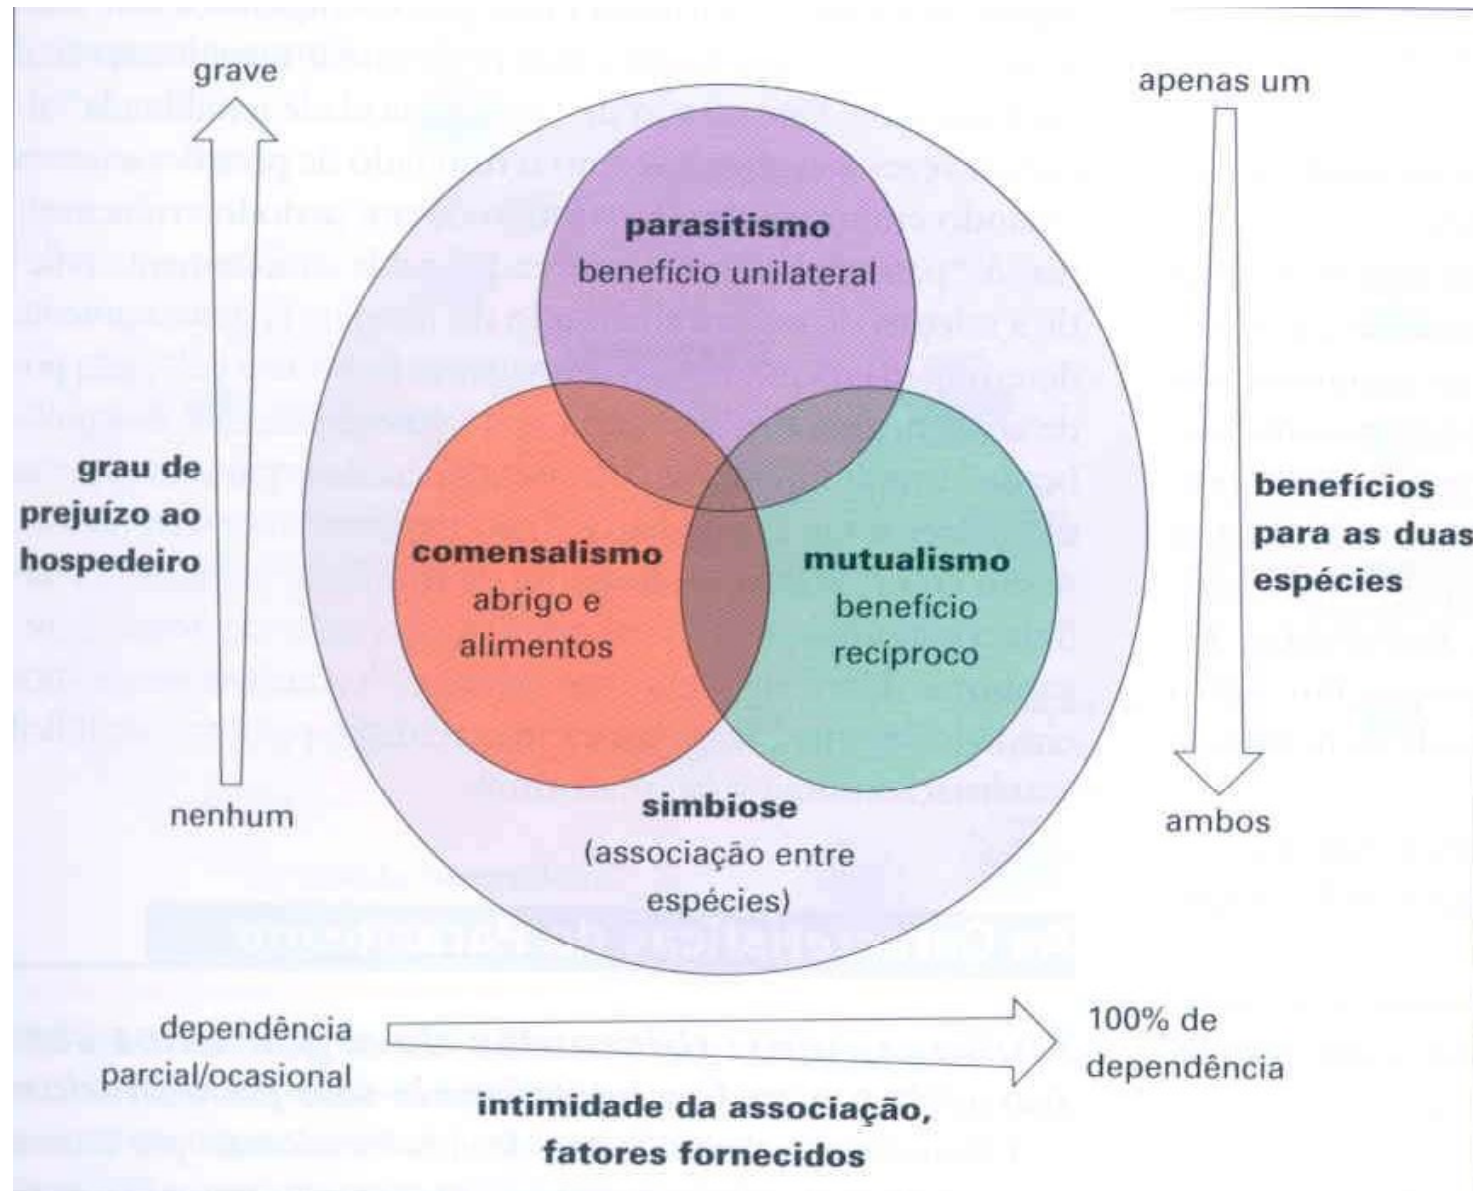 grave
apenas um
parasitismo
benefício unilateral
grau de
prejuízo ao
hospedeiro
comensalismo
abrigo e
alimentos
mutualismo
benefício
recíproco
benefícios
para as duas
espécies
nenhum
ambos
simbiose
(associação entre
espécies)
dependência
parcial/ocasional
100% de
dependência
intimidade da associação,
fatores fornecidos